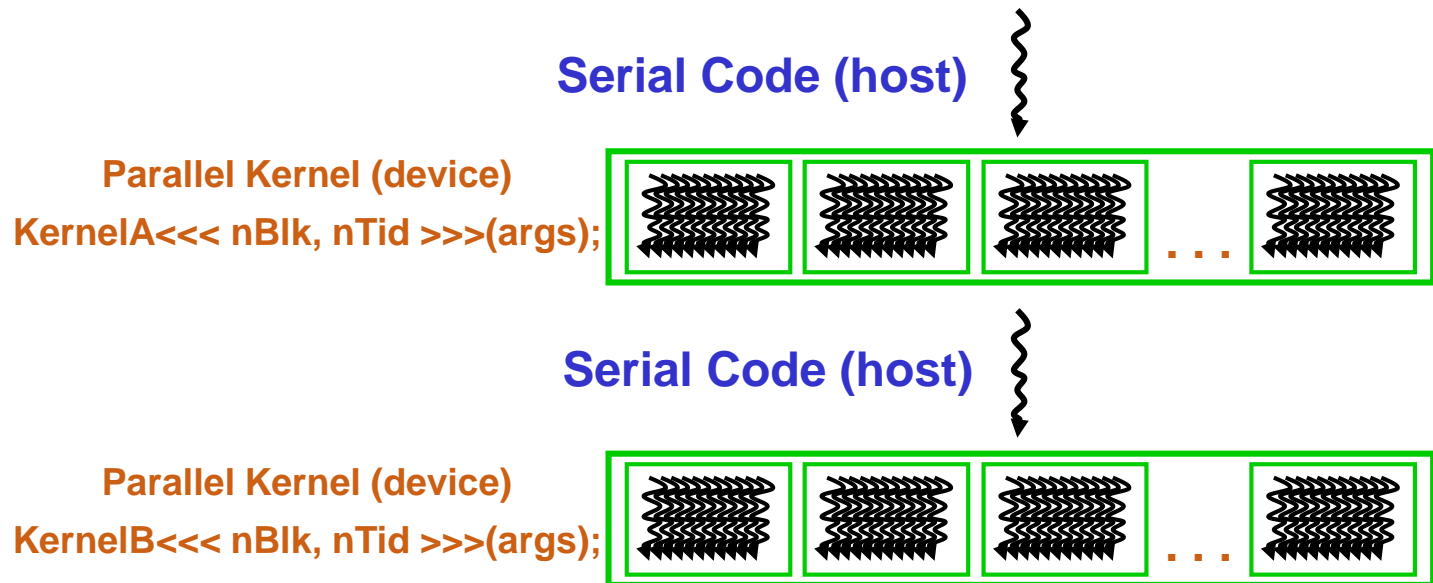 Serial Code (host)
Parallel Kernel (device)
KernelA<<< nBlk, nTid >>>(args);
. . .
Serial Code (host)
Parallel Kernel (device)
KernelB<<< nBlk, nTid >>>(args);
. . .